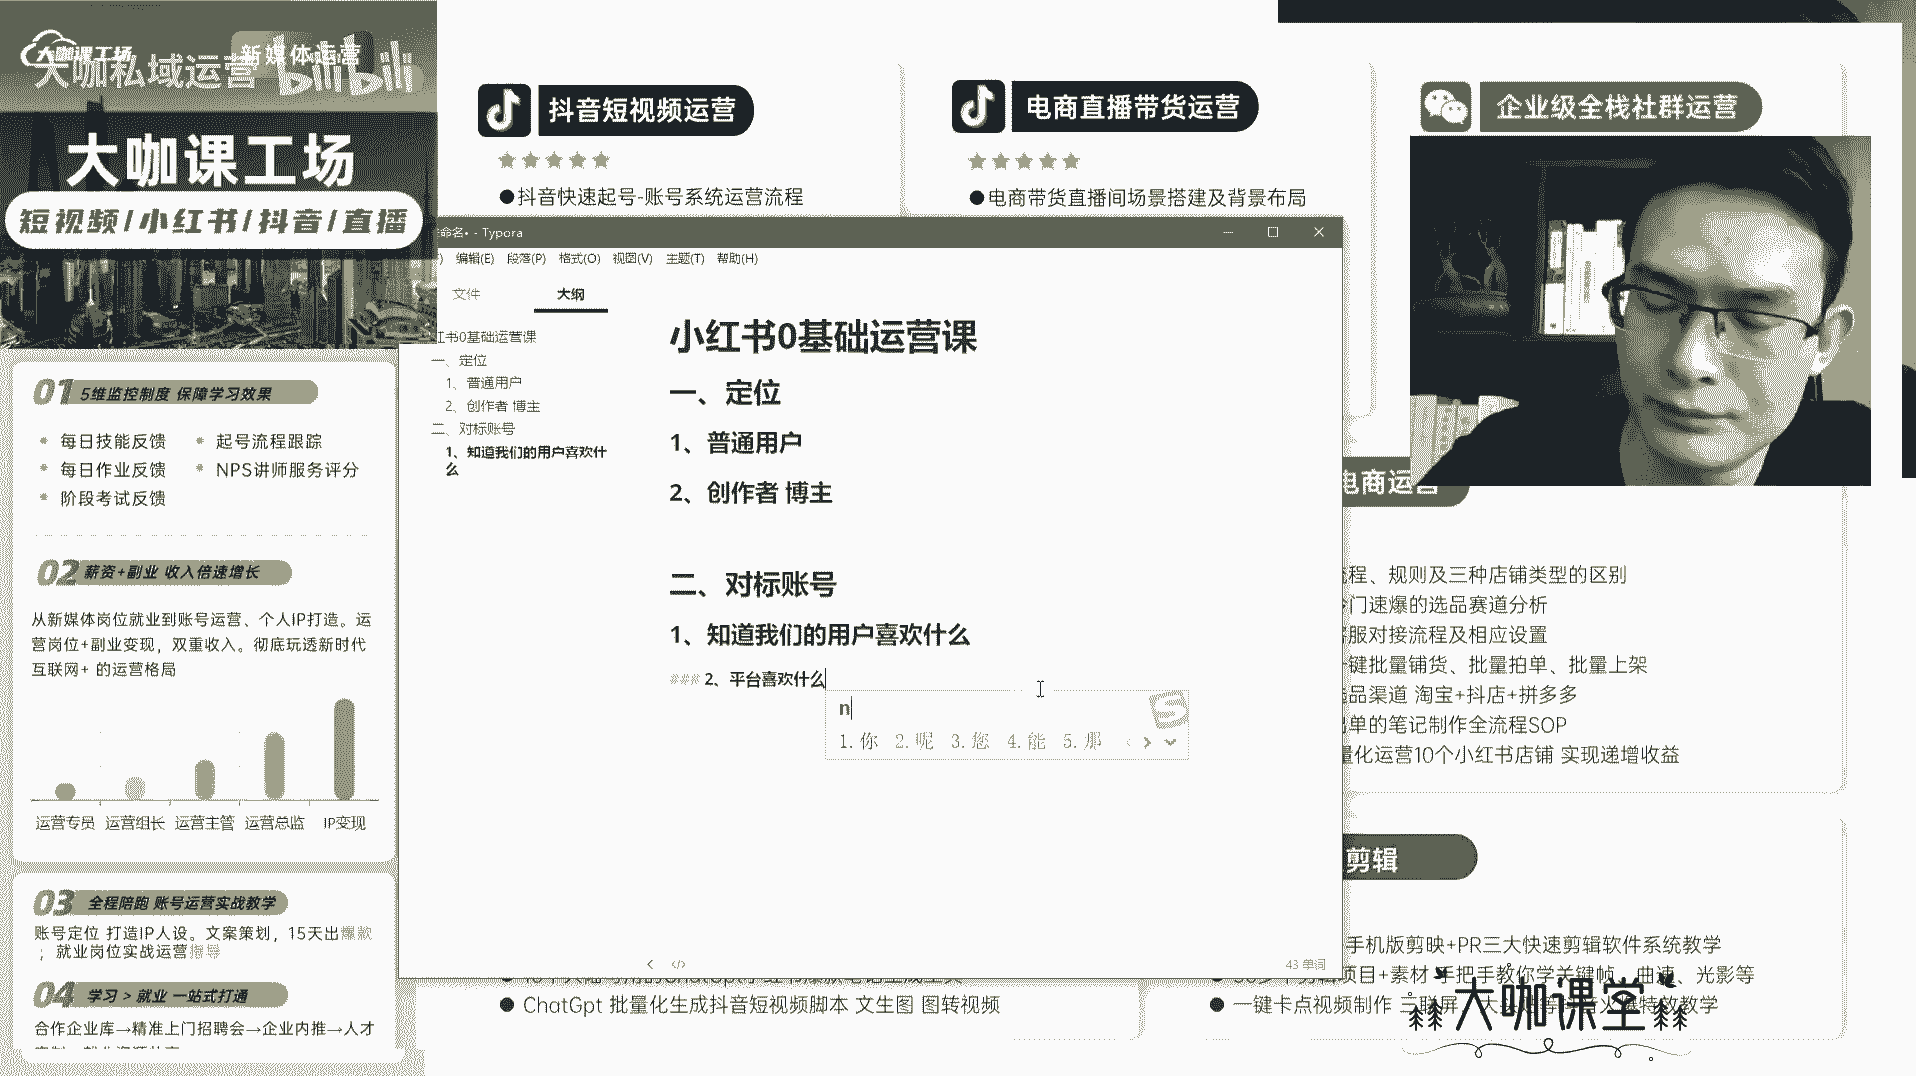 大咖课工场
新媒体运营
大咖私域运营
bilibili
大咖课工场
短视频/小红书/抖音/直播
01 5维监控制度 保障学习效果
每日技能反馈
起号流程跟踪
每日作业反馈
NPS讲师服务评分
阶段考试反馈
02 薪资+副业 收入倍速增长
从新媒体岗位就业到账号运营、个人IP打造。运
营岗位+副业变现，双重收入。彻底玩透新时代
互联网+ 的运营格局
运营专员 运营组长 运营主管 运营总监 IP变现
03 全程陪跑 账号运营实战教学
账号定位 打造IP人设。文案策划，15天出爆款
；就业岗位实战运营指导
04 学习 > 就业 一站式打通
合作企业库→精准上门招聘会→企业内推→人才
抖音短视频运营
●抖音快速起号-账号系统运营流程
电商直播带货运营
●电商带货直播间场景搭建及背景布局
企业级全栈社群运营
命名• - Typora
编辑(E) 段落(P) 格式(O) 视图(V) 主题(T) 帮助(H)
文件 大纲
红书0基础运营课
一、定位
1、普通用户
2、创作者 博主
二、对标账号
1、知道我们的用户喜欢什
么
小红书0基础运营课
一、定位
1、普通用户
2、创作者 博主
二、对标账号
1、知道我们的用户喜欢什么
### 2、平台喜欢什么
n
1.你 2.呢 3.您 4.能 5.那
43 单词
电商运营
流程、规则及三种店铺类型的区别
门速爆的选品赛道分析
客服对接流程及相应设置
一键批量铺货、批量拍单、批量上架
选品渠道 淘宝+抖店+拼多多
出单的笔记制作全流程SOP
量化运营10个小红书店铺 实现递增收益
剪辑
手机版剪映+PR三大快速剪辑软件系统教学
项目+素材 手把手教你学关键帧、曲速、光影等
● 一键卡点视频制作 三联屏
特效教学
● ChatGpt 批量化生成抖音短视频脚本 文生图 图转视频
大咖课堂